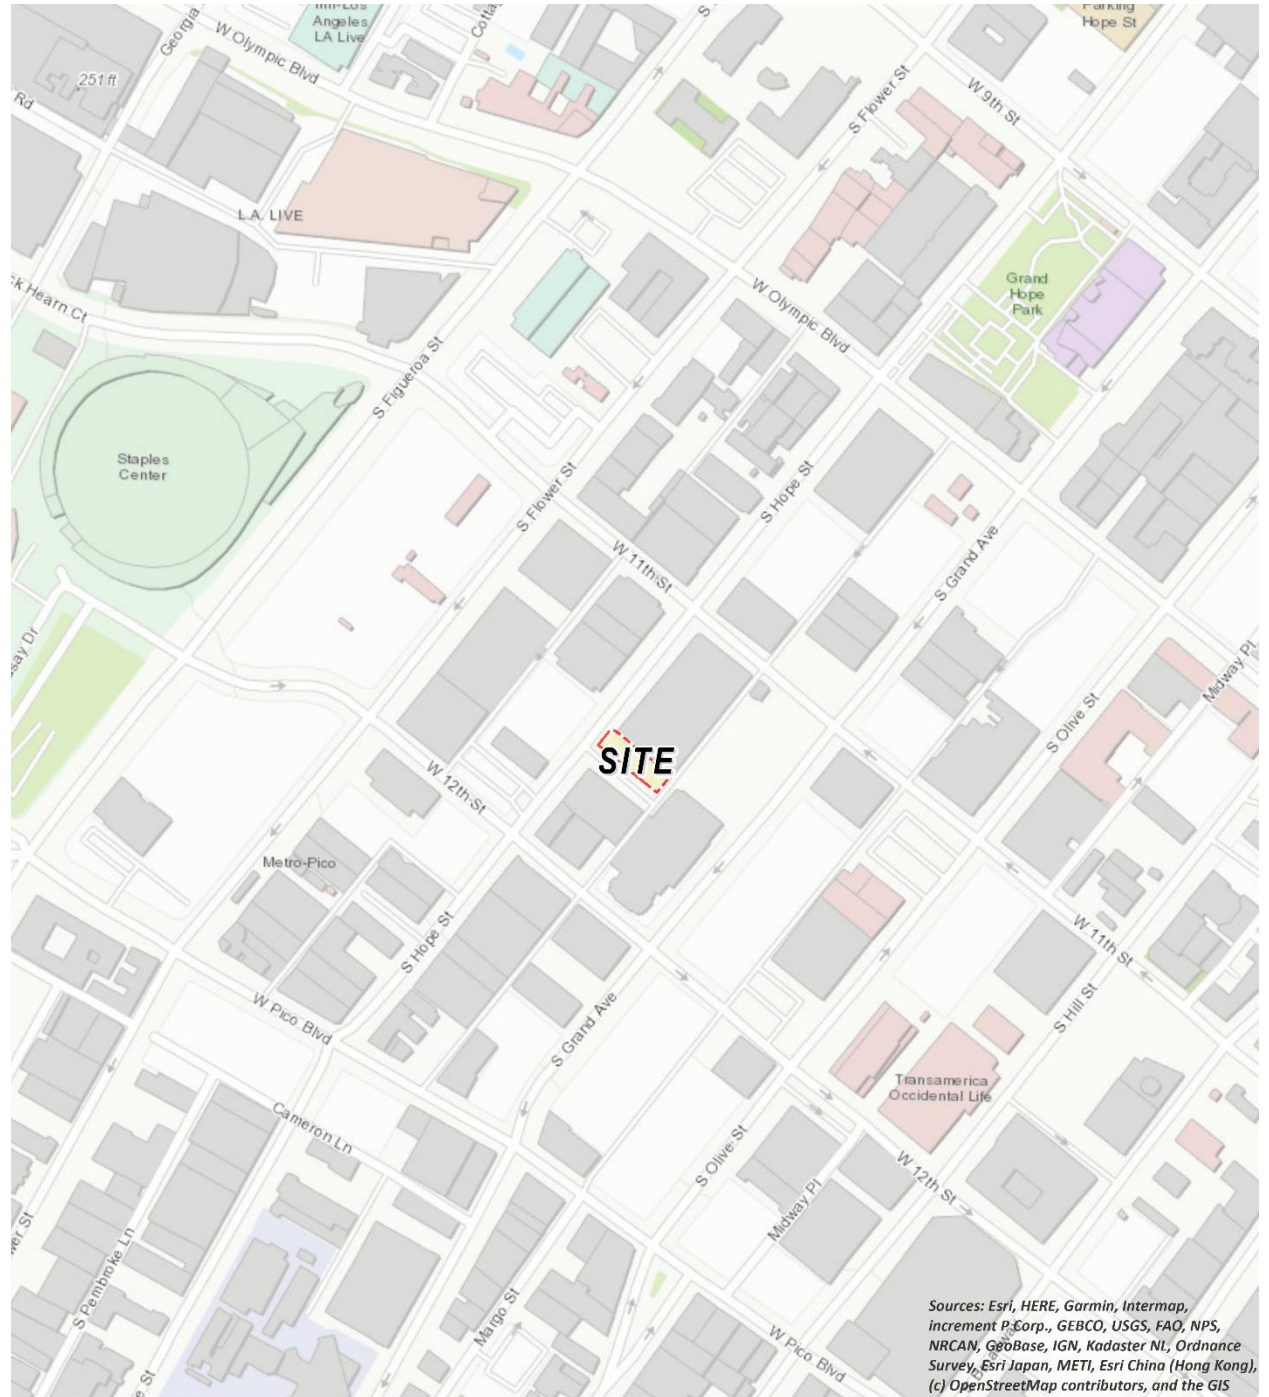 Angeles
LA Live
Georgia
W Olympic Blvd
251 ft
Rd
Parking
Hope St
W 9th St
S Flower St
L.A. LIVE
Grand
Hope
Park
W Olympic Blvd
ck Hearn Ct
S Figueroa St
Staples
Center
S Flower St
S Hope St
W 11th St
S Grand Ave
Midway Pl
S Olive St
SITE
W 12th St
Metro-Pico
S Hope St
W 11th St
W Pico Blvd
S Grand Ave
S Hill St
Transamerica
Occidental Life
Cameron Ln
S Olive St
W 12th St
Midway Pl
S Pembroke Ln
Margo St
W Pico Blvd
Sources: Esri, HERE, Garmin, Intermap,
increment P Corp., GEBCO, USGS, FAO, NPS,
NRCAN, GeoBase, IGN, Kadaster NL, Ordnance
Survey, Esri Japan, METI, Esri China (Hong Kong),
(c) OpenStreetMap contributors, and the GIS